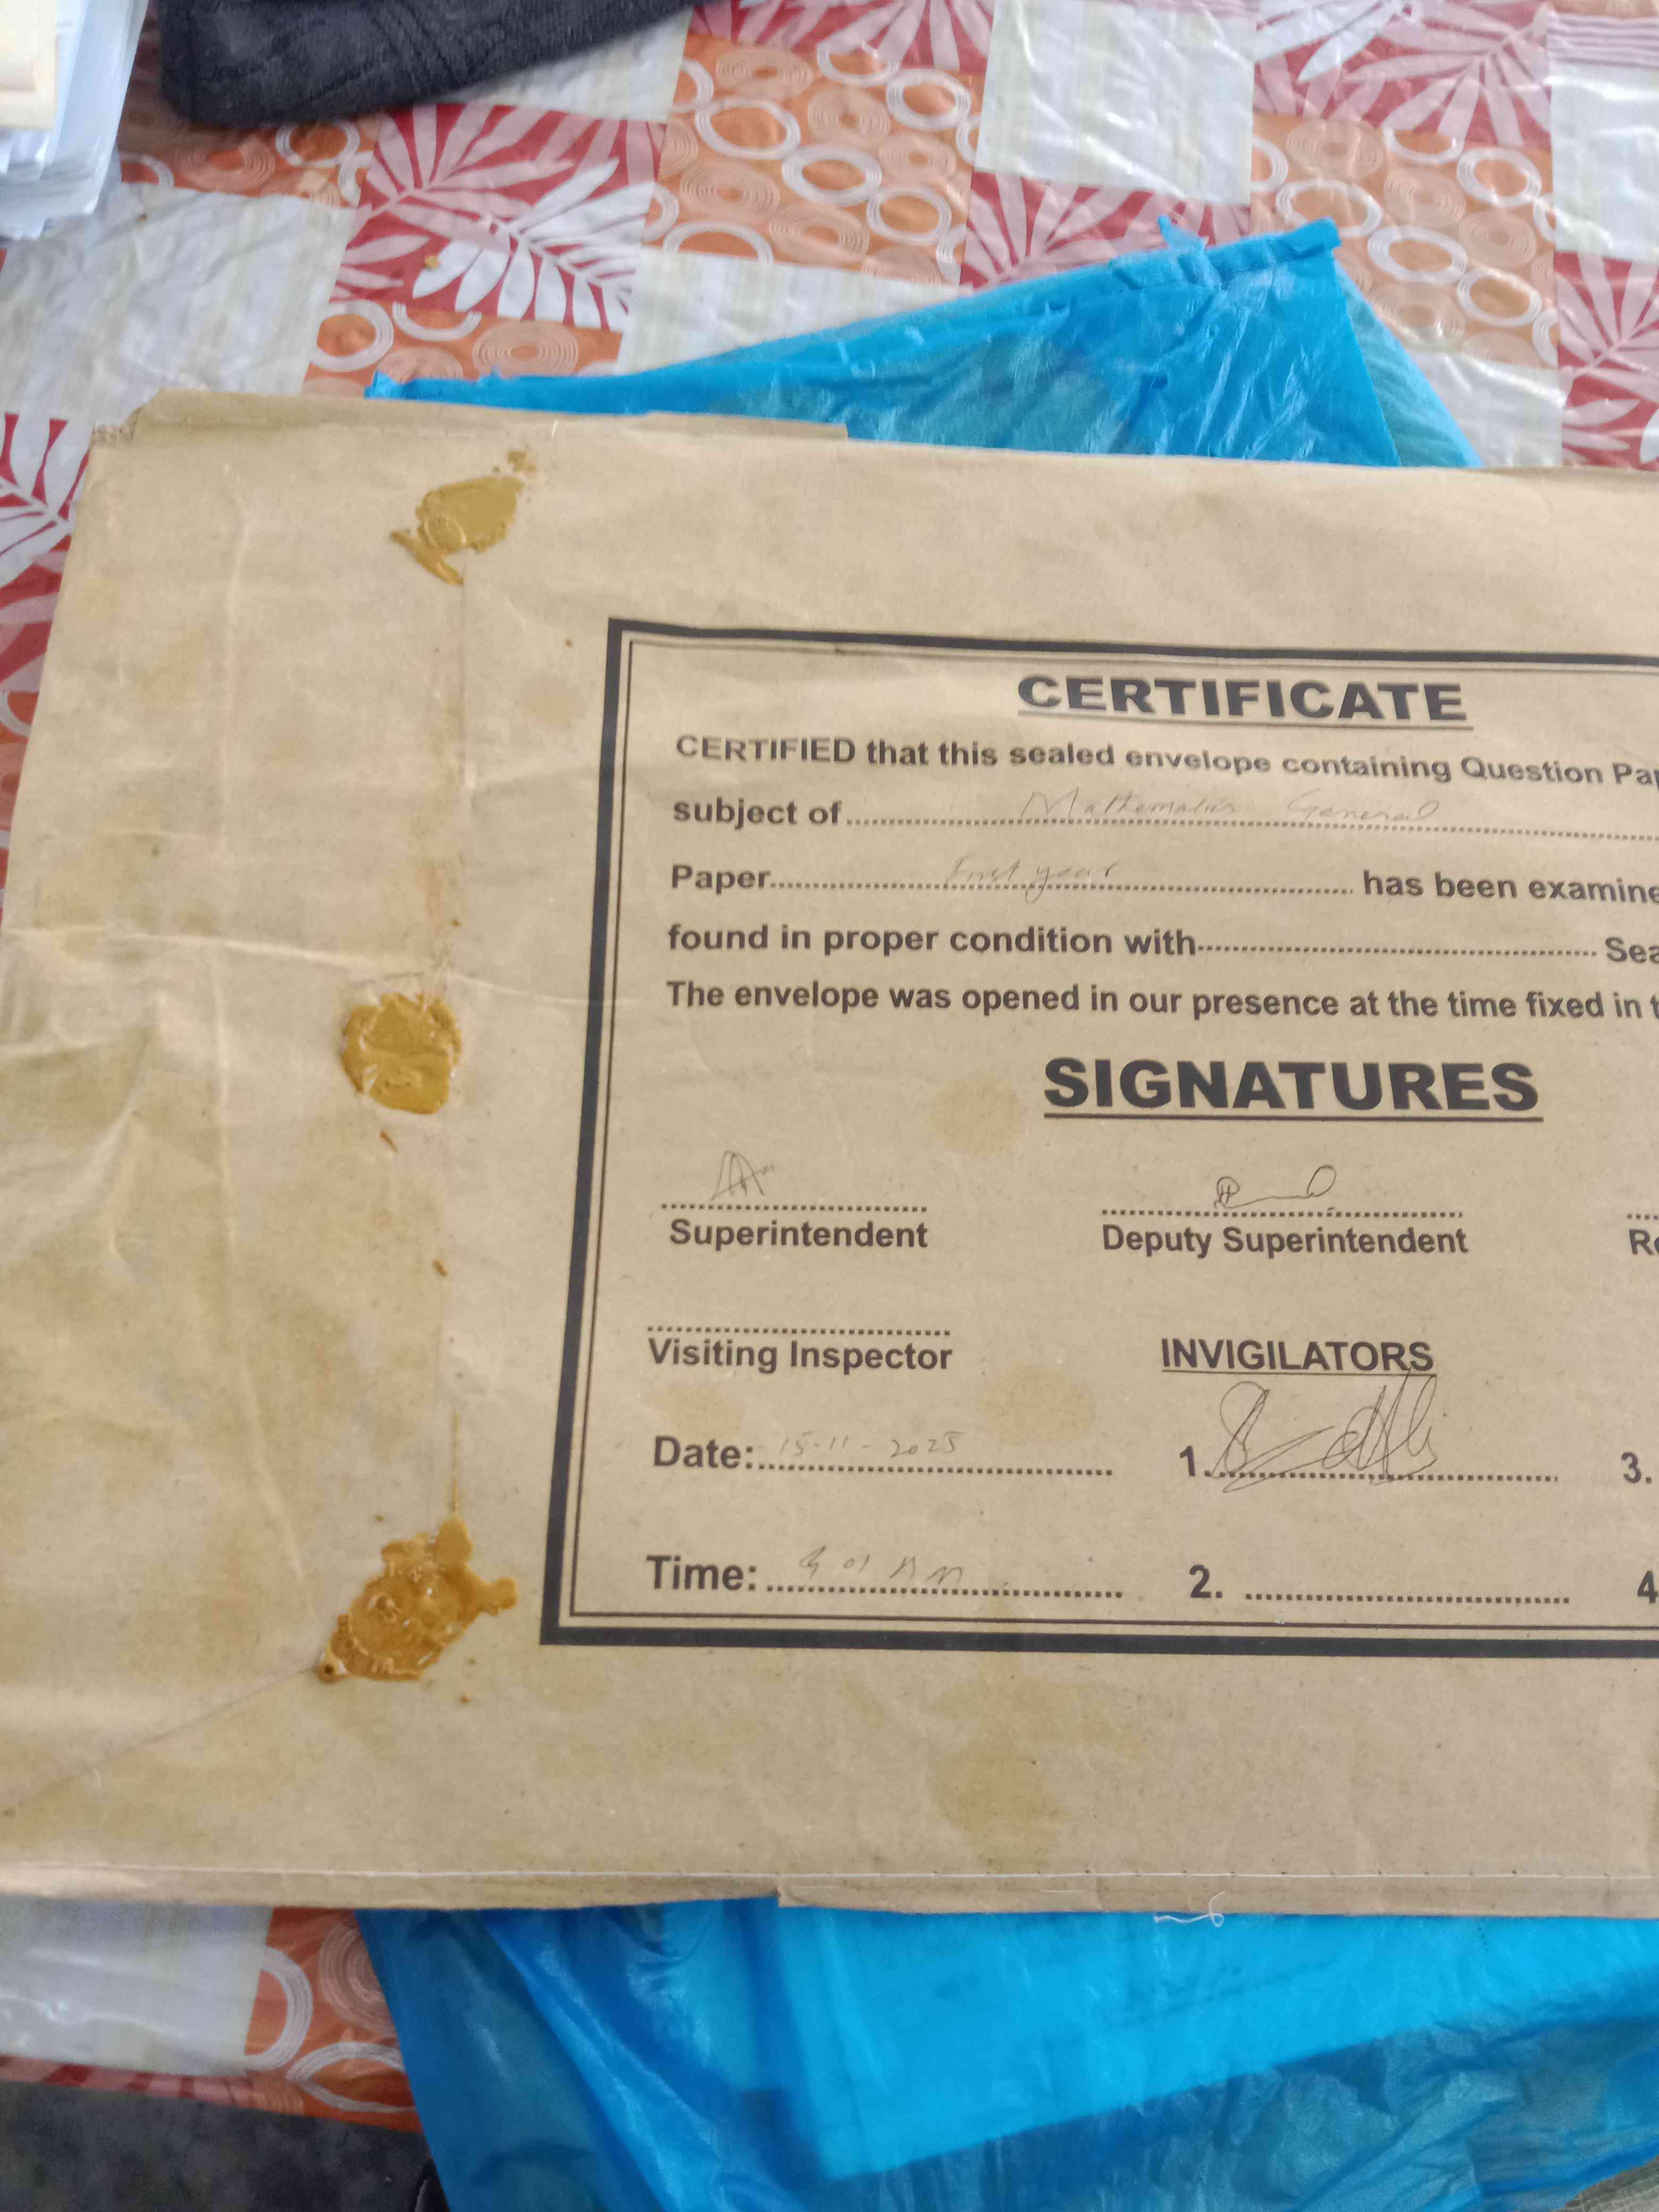 CERTIFICATE
CERTIFIED that this sealed envelope containing Question Pa
subject of Mathematics General
Paper First year has been examine
found in proper condition with Sea
The envelope was opened in our presence at the time fixed in t
SIGNATURES
Superintendent
Deputy Superintendent
Re
Visiting Inspector
INVIGILATORS
Date: 15-11-2025
1.
3.
Time:
2.
4